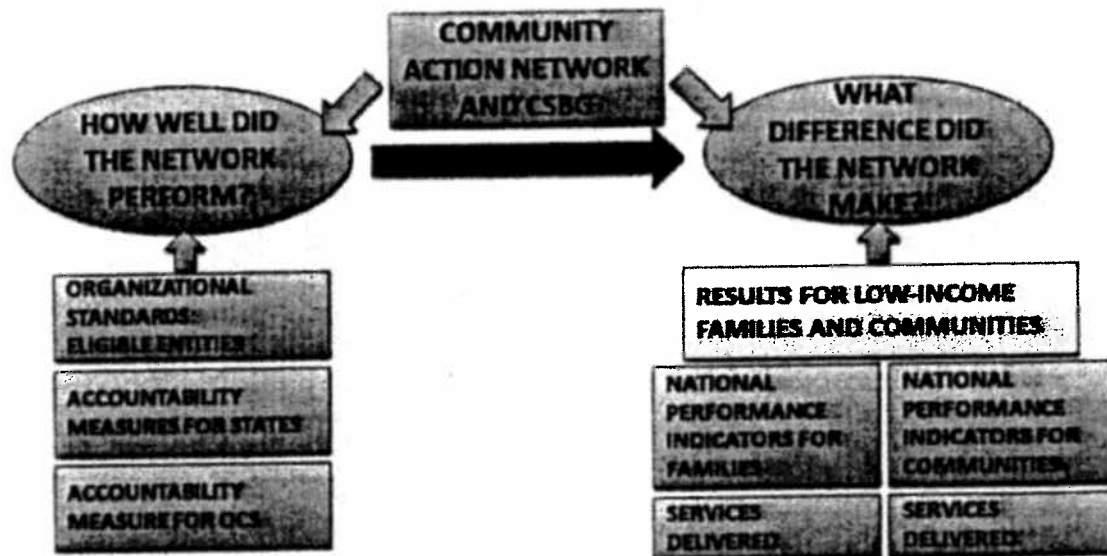 COMMUNITY
ACTION NETWORK
AND CSBG
HOW WELL DID
THE NETWORK
PERFORM?
WHAT
DIFFERENCE DID
THE NETWORK
MAKE?
ORGANIZATIONAL
STANDARDS:
ELIGIBLE ENTITIES
ACCOUNTABILITY
MEASURES FOR STATES
ACCOUNTABILITY
MEASURE FOR OCS
RESULTS FOR LOW-INCOME
FAMILIES AND COMMUNITIES
NATIONAL
PERFORMANCE
INDICATORS FOR
FAMILIES
NATIONAL
PERFORMANCE
INDICATORS FOR
COMMUNITIES
SERVICES
DELIVERED
SERVICES
DELIVERED